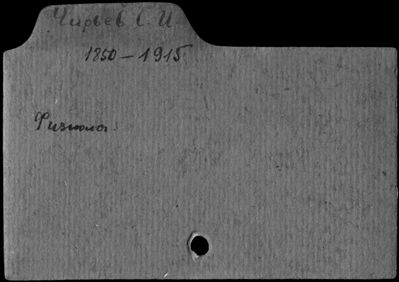 Чирьев С. И.
1850–1915
Физиолог